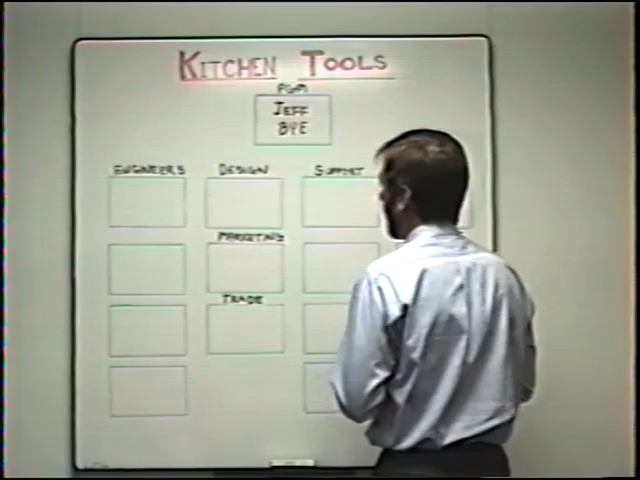 KITCHEN TOOLS
PGM
JEFF
BYE
ENGINEERS DESIGN SUPPORT
MARKETING
TRADE